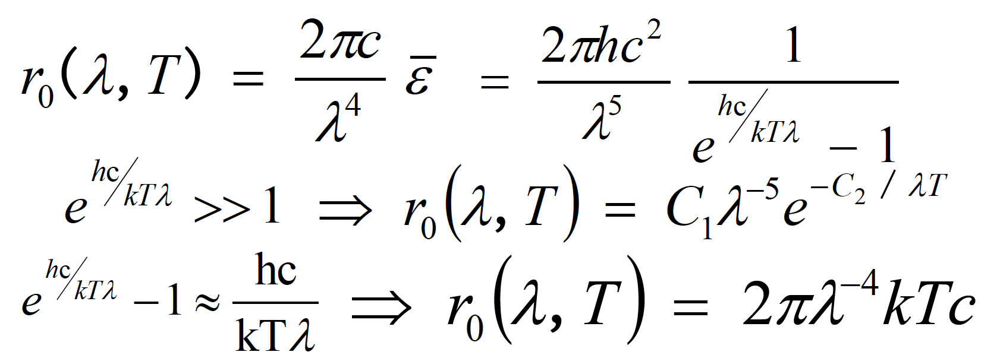 r₀(λ, T) = 2πc/λ⁴ ε̅ = 2πhc²/λ⁵ 1/(e^(hc/kTλ) − 1)
e^(hc/kTλ) >> 1 ⇒ r₀(λ, T) = C₁λ⁻⁵e^(−C₂ / λT)
e^(hc/kTλ) − 1 ≈ hc/kTλ ⇒ r₀(λ, T) = 2πλ⁻⁴kTc